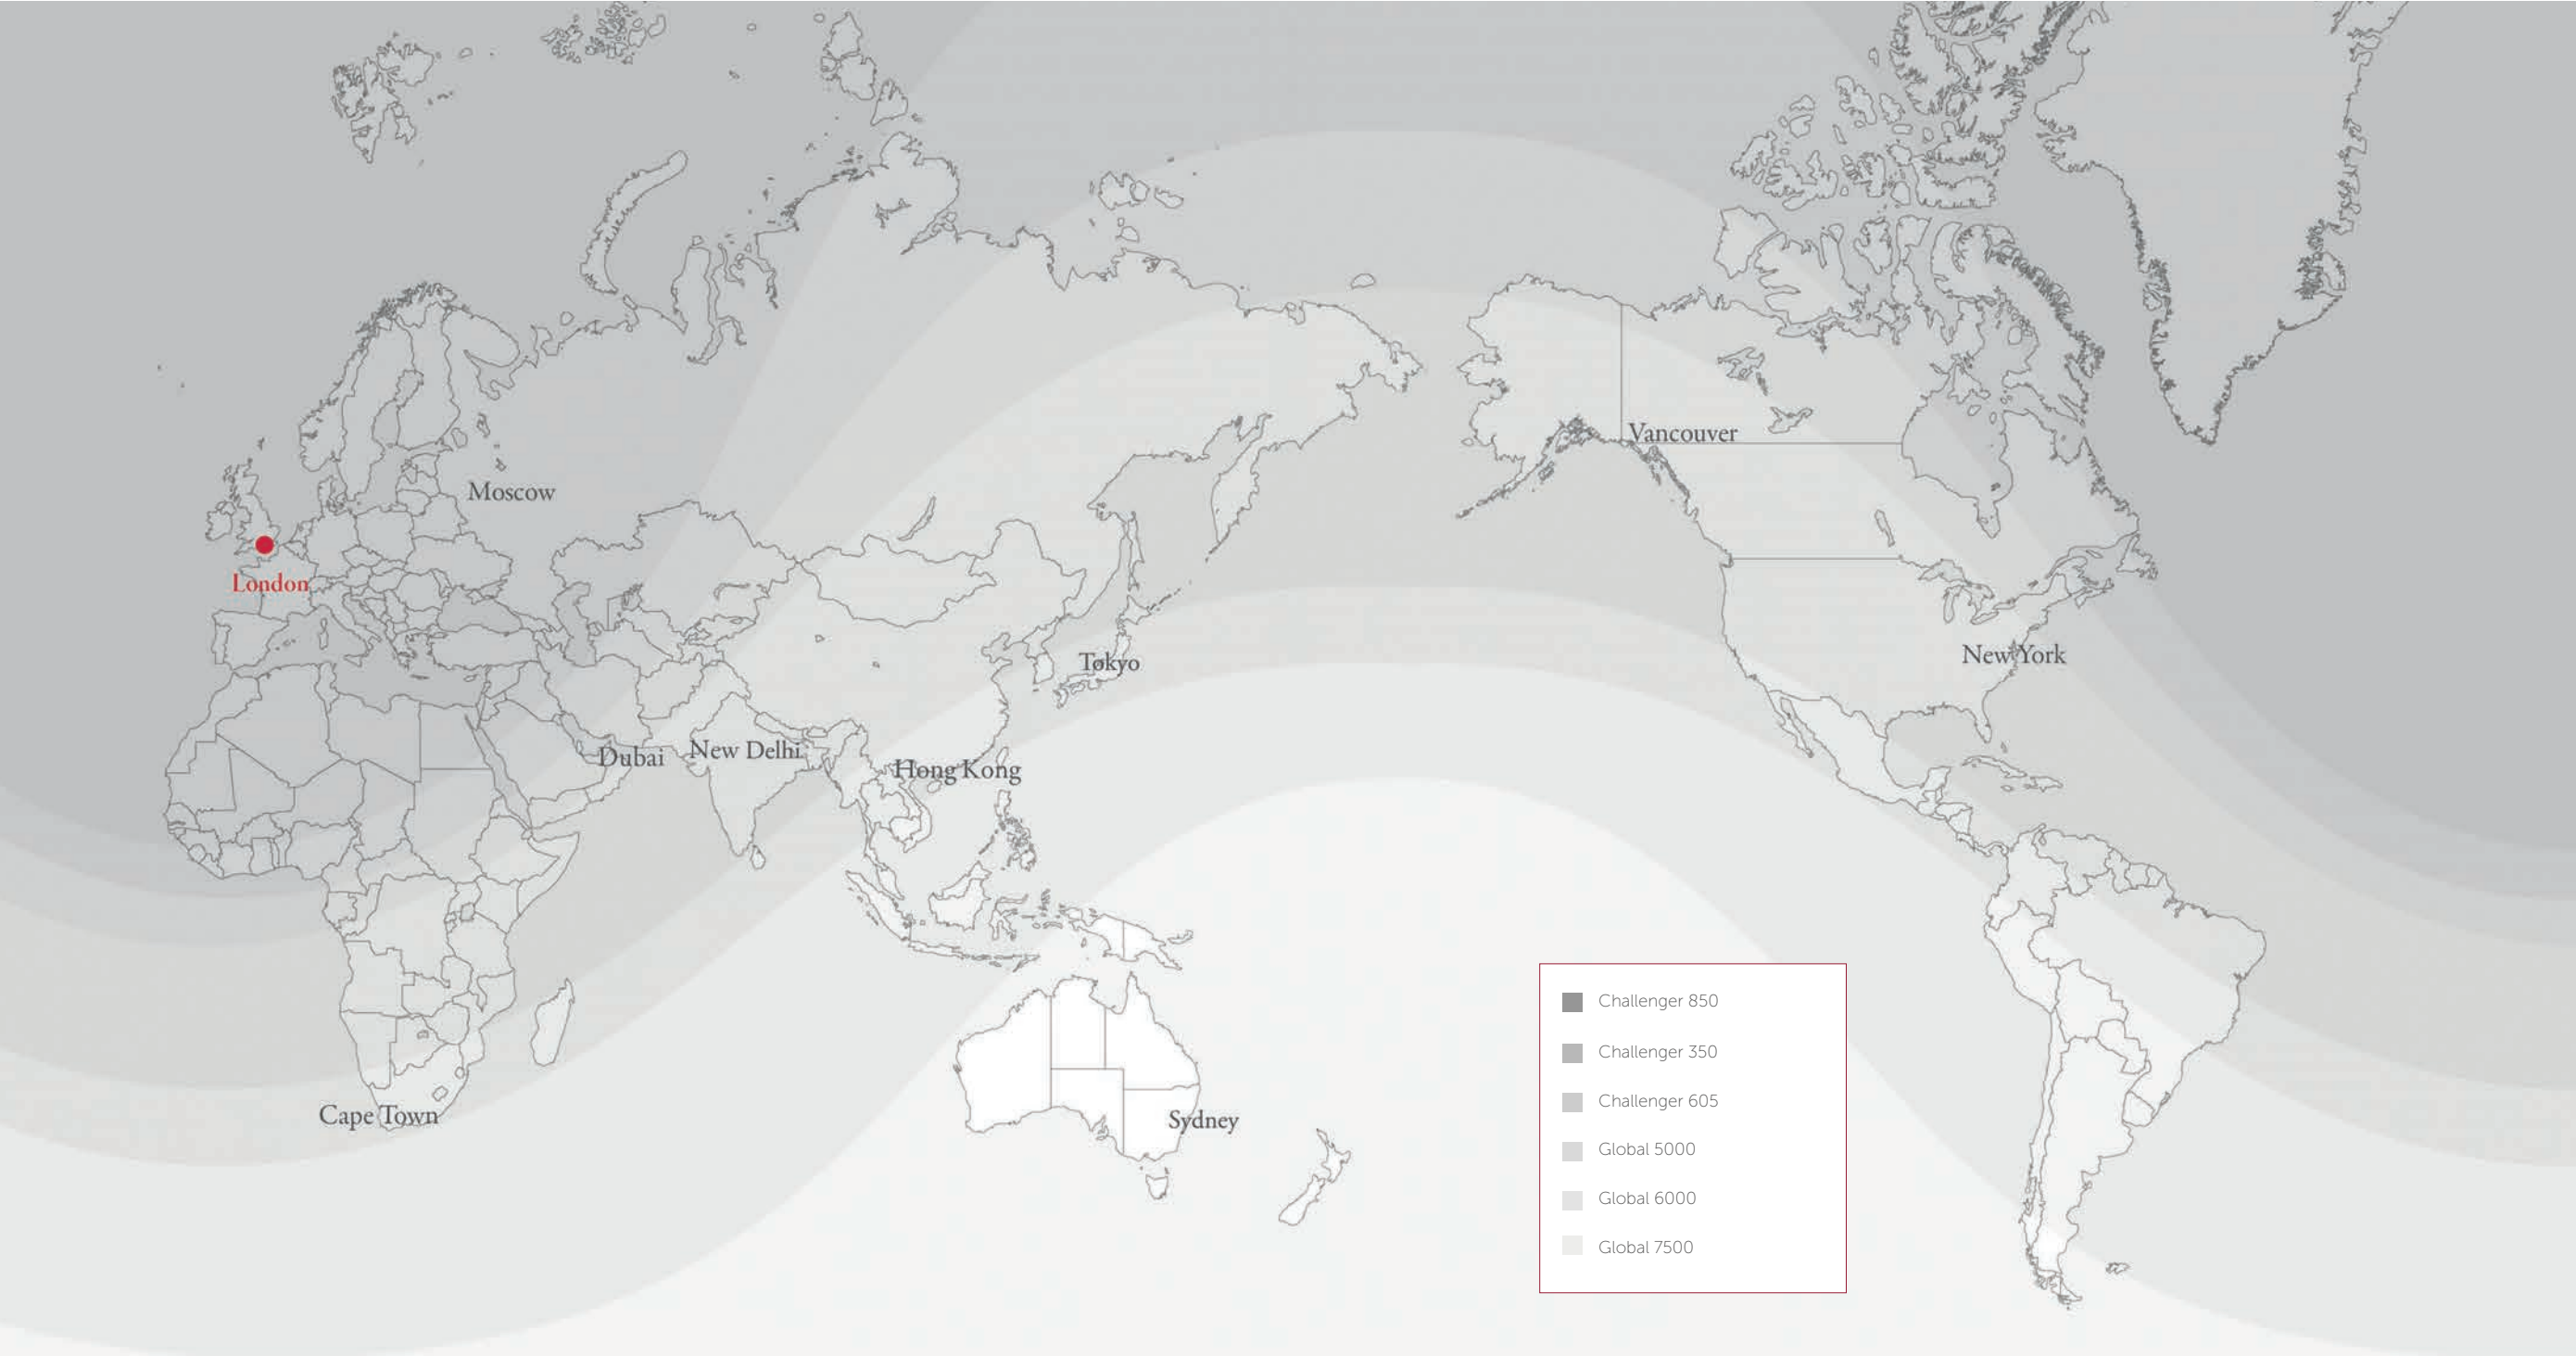 Vancouver
Moscow
London
New York
Tokyo
Dubai
New Delhi
Hong Kong
Challenger 850
Challenger 350
Challenger 605
Global 5000
Global 6000
Global 7500
Cape Town
Sydney